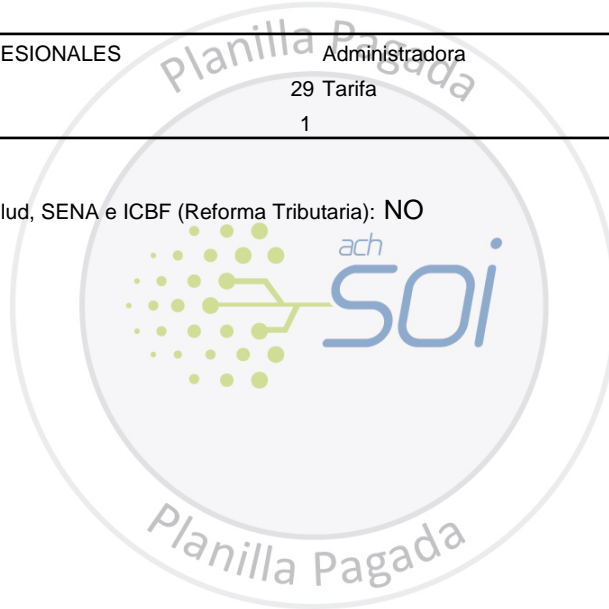 Planilla Pagada
ESIONALES Administradora
29 Tarifa
1
lud, SENA e ICBF (Reforma Tributaria): NO
ach
soi
Planilla Pagada